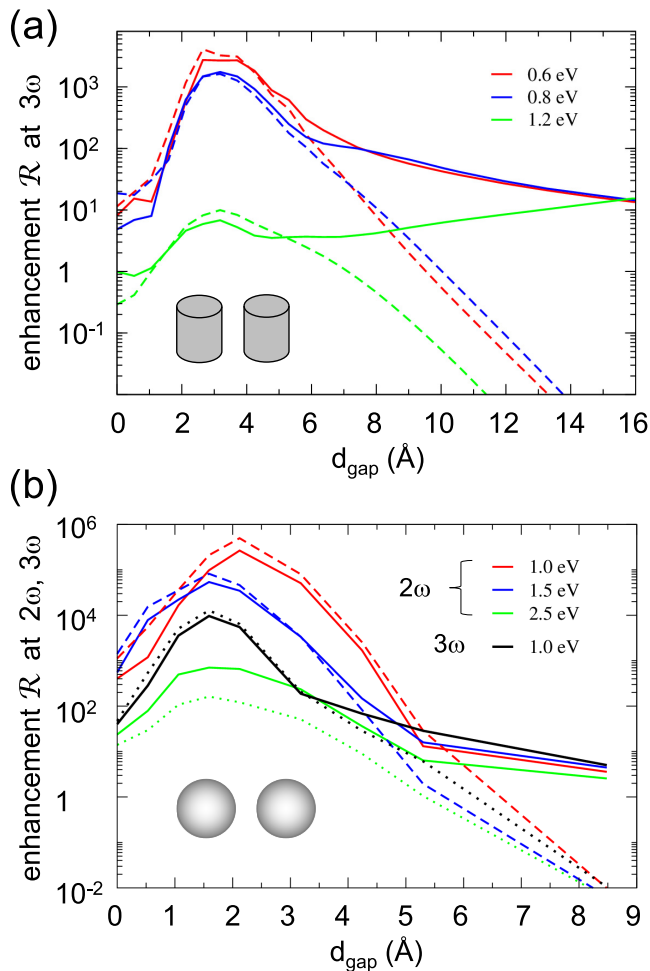 (a)
enhancement ℛ at 3ω
10³
10²
10
1
10⁻¹
0.6 eV
0.8 eV
1.2 eV
0 2 4 6 8 10 12 14 16
d_gap (Å)
(b)
enhancement ℛ at 2ω, 3ω
10⁶
10⁴
10²
1
10⁻²
2ω
1.0 eV
1.5 eV
2.5 eV
3ω 1.0 eV
0 1 2 3 4 5 6 7 8 9
d_gap (Å)